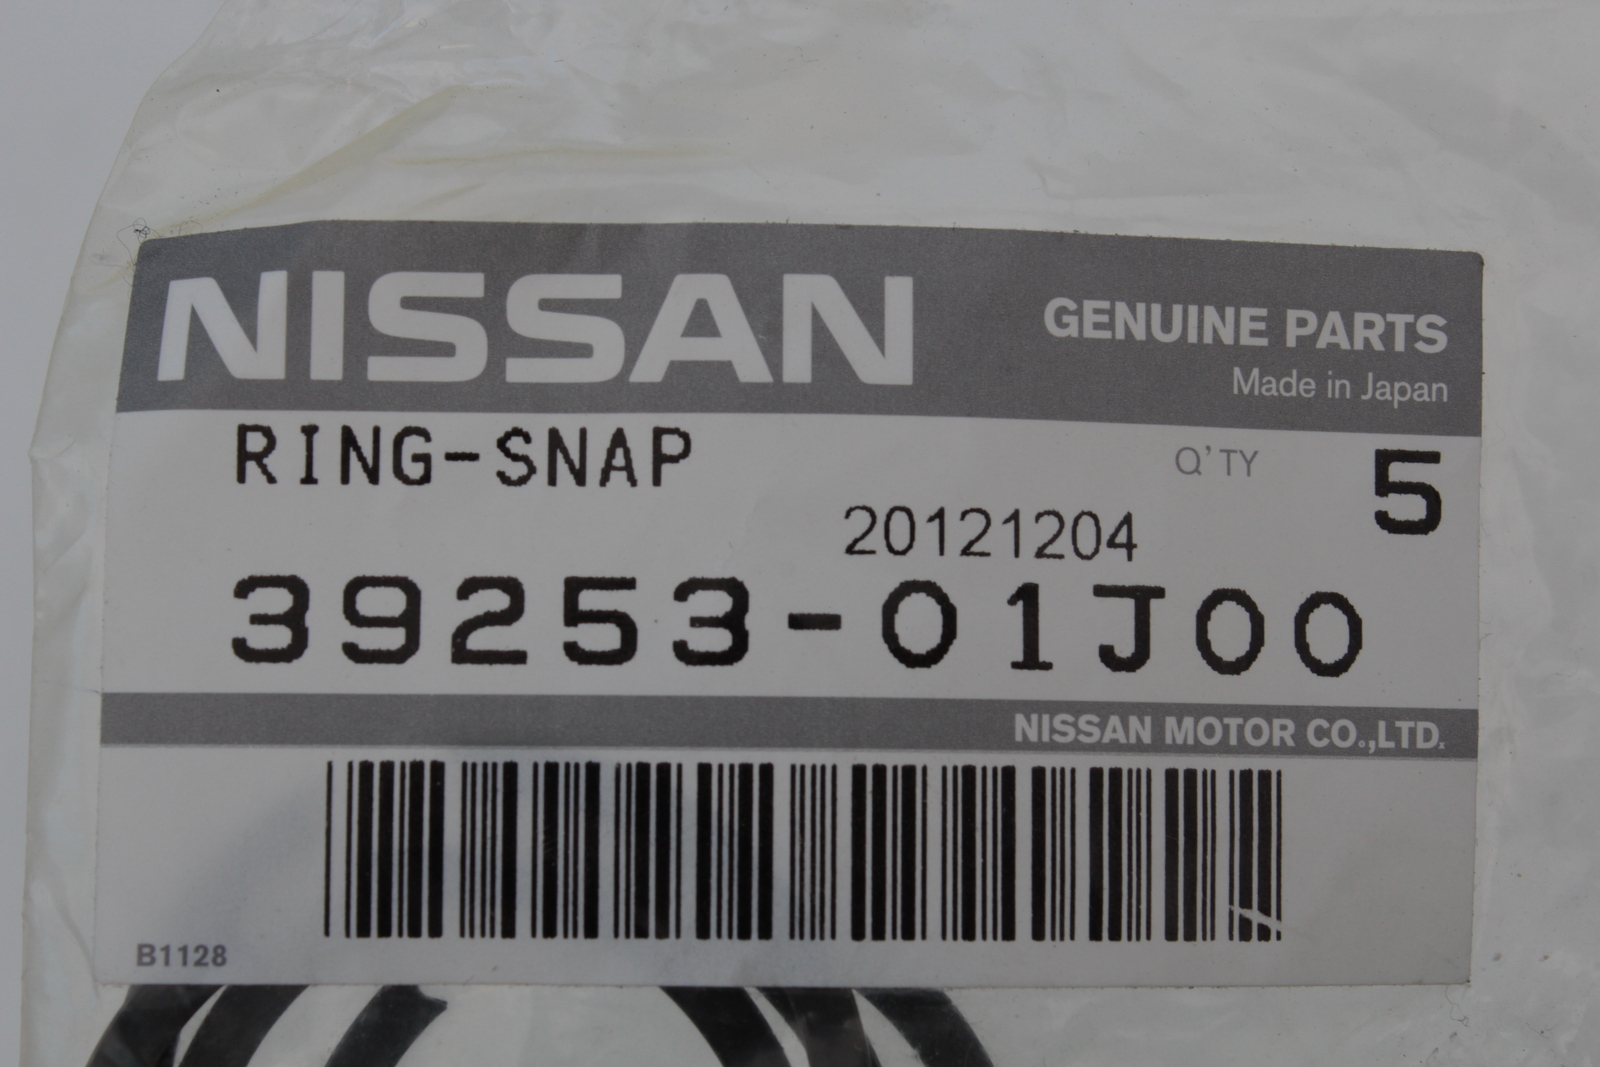 NISSAN
GENUINE PARTS
Made in Japan
RING-SNAP
Q'TY 5
20121204
39253-01J00
NISSAN MOTOR CO.,LTD.
B1128